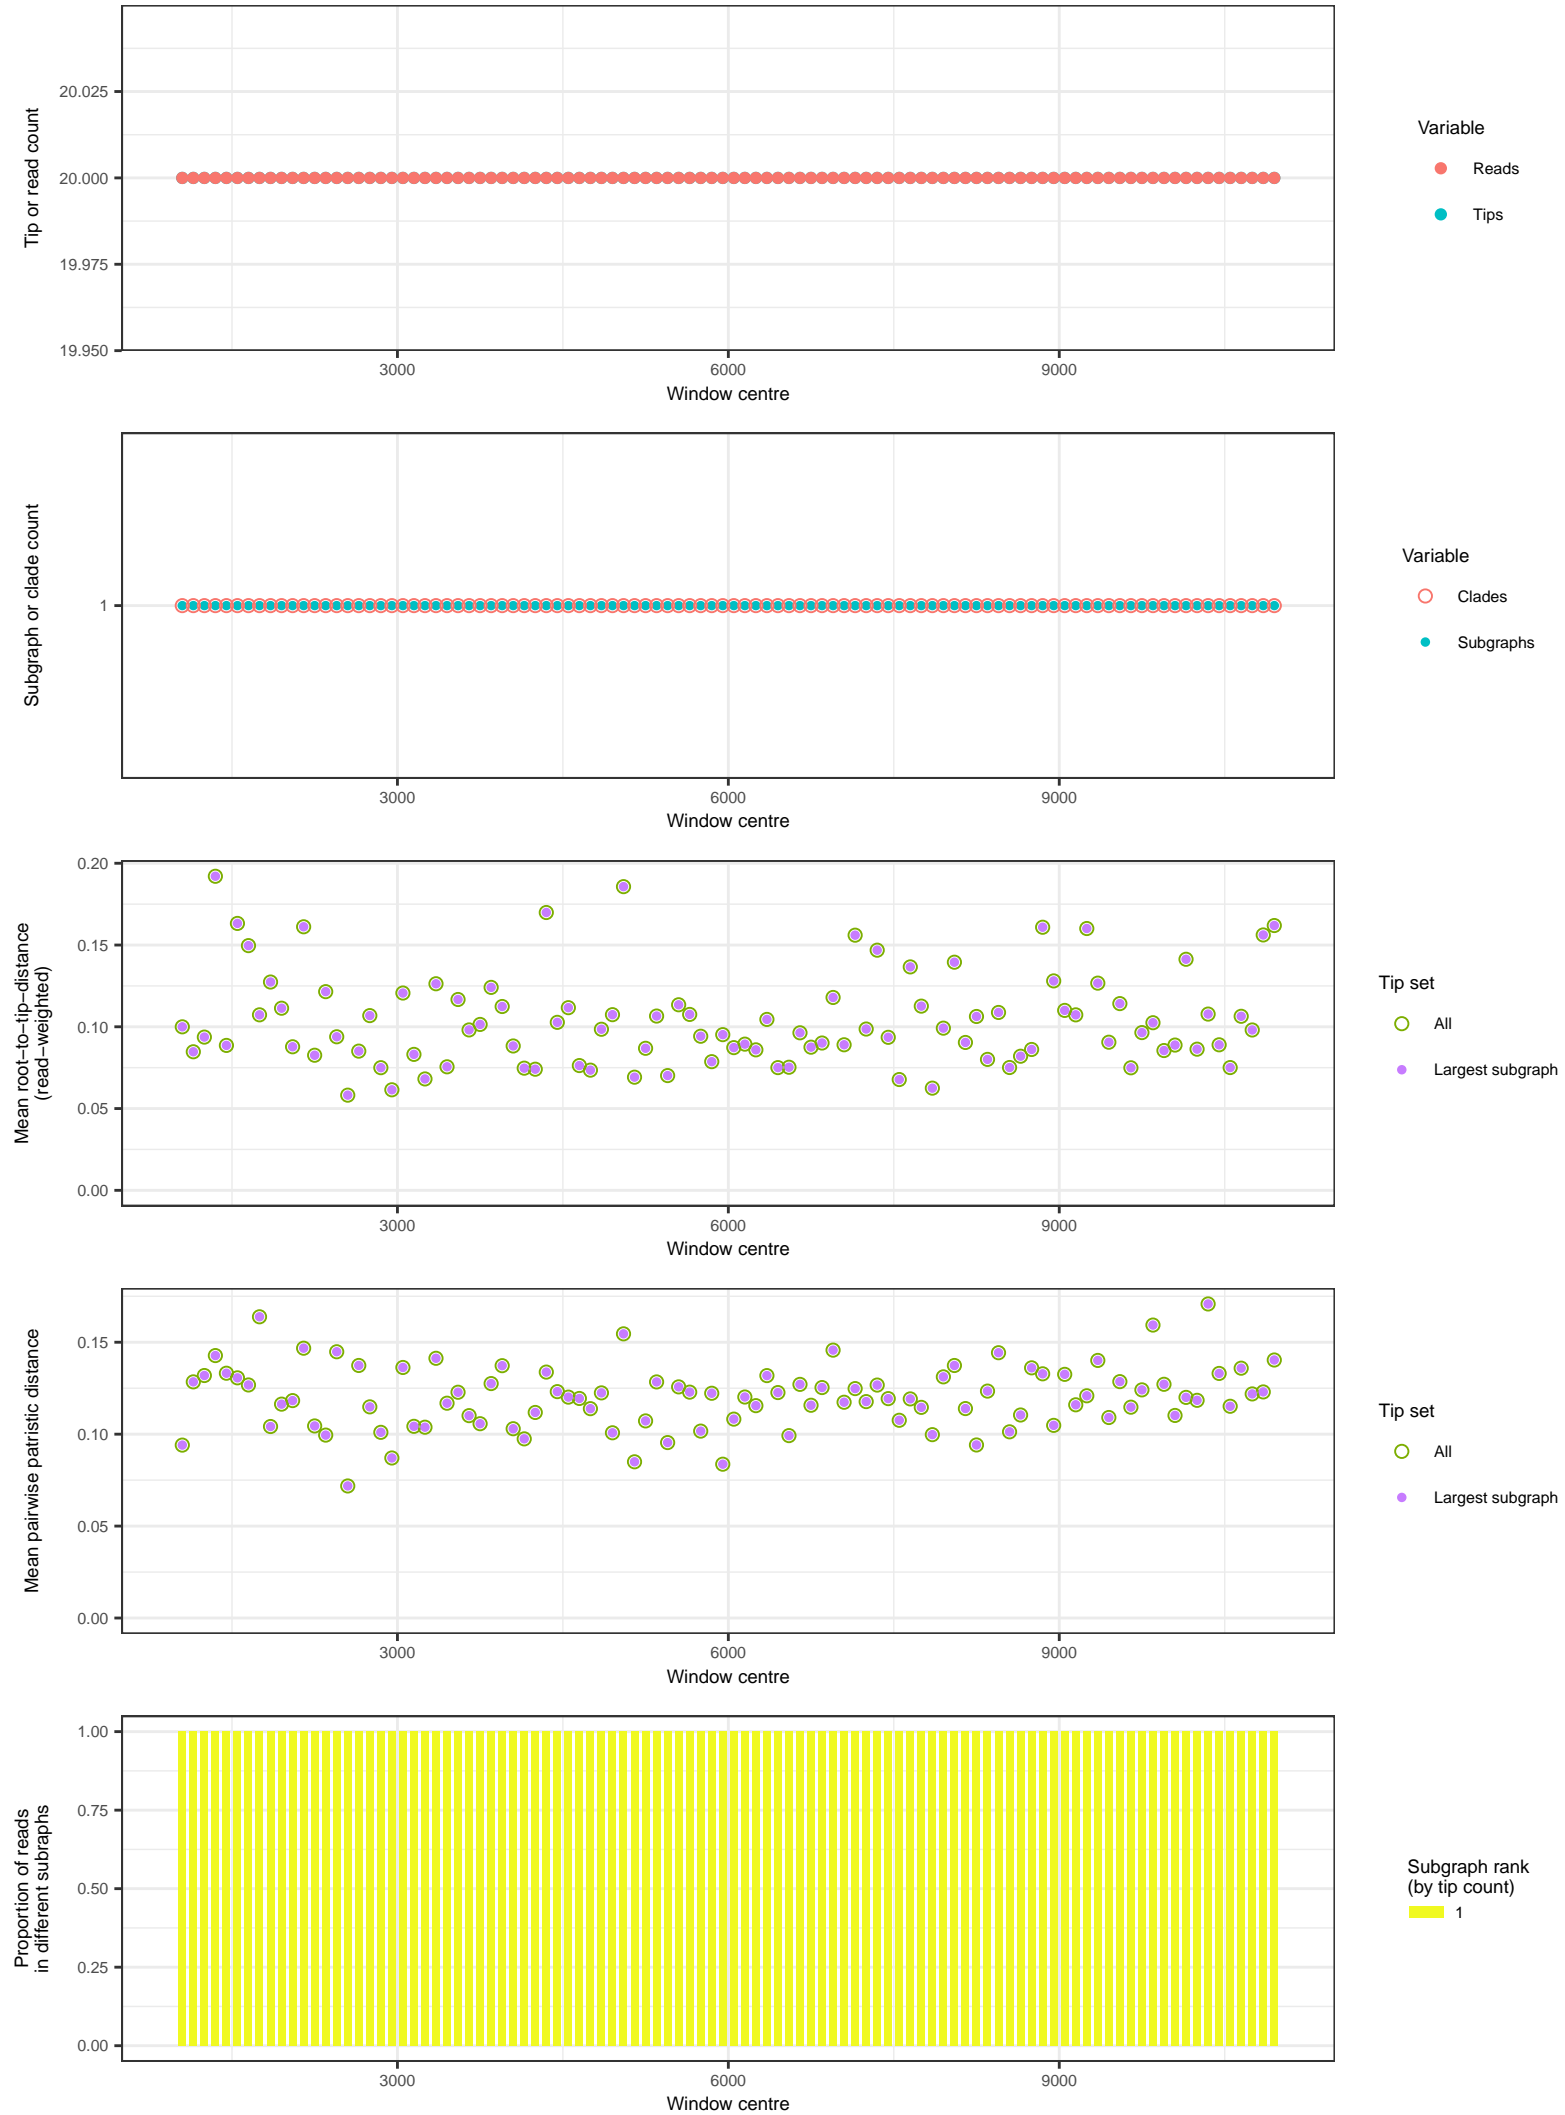 20.025
20.000
19.975
19.950
Tip or read count
3000 6000 9000
Window centre
Variable
Reads
Tips
1
Subgraph or clade count
3000 6000 9000
Window centre
Variable
Clades
Subgraphs
0.20
0.15
0.10
0.05
0.00
Mean root−to−tip−distance
(read−weighted)
3000 6000 9000
Window centre
Tip set
All
Largest subgraph
0.15
0.10
0.05
0.00
Mean pairwise patristic distance
3000 6000 9000
Window centre
Tip set
All
Largest subgraph
1.00
0.75
0.50
0.25
0.00
Proportion of reads
in different subraphs
3000 6000 9000
Window centre
Subgraph rank
(by tip count)
1